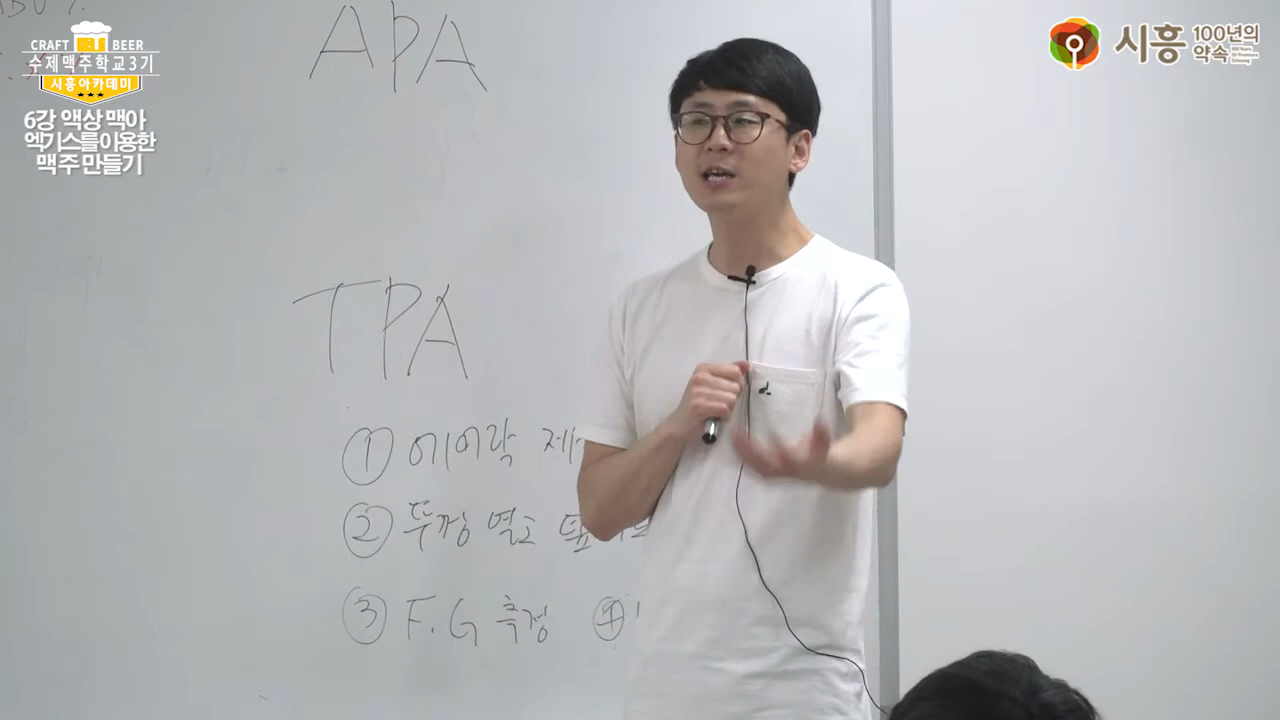 CRAFT BEER
수제맥주학교3기
시흥아카데미
6강 액상 맥아
엑기스를이용한
맥주 만들기
시흥 100년의
약속
APA
TPA
① 에어락
② 뚜껑 열고
③ F.G 측정 ④